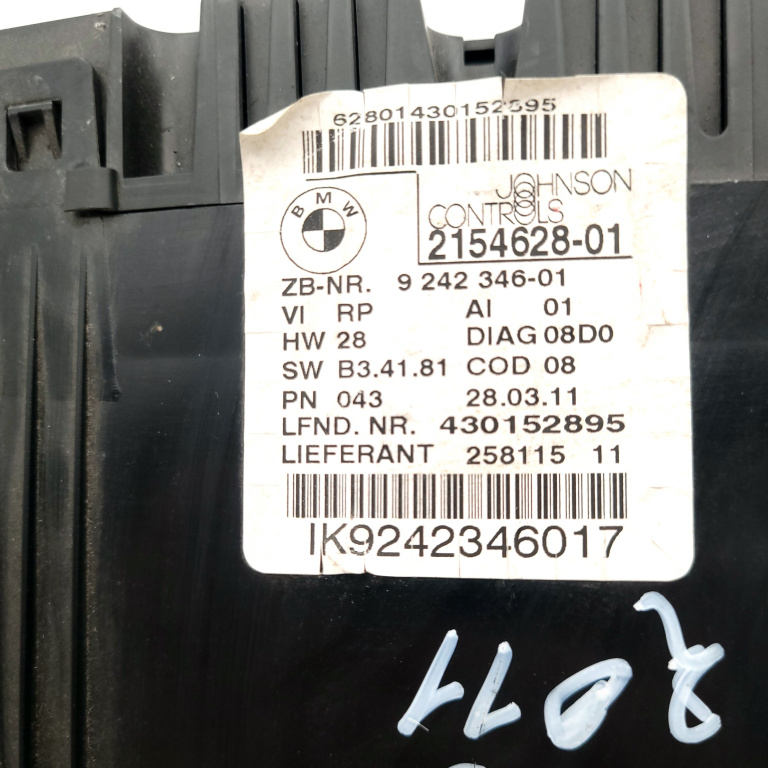 62801430152895
BMW
JOHNSON
CONTROLS
2154628-01
ZB-NR. 9 242 346-01
VI RP AI 01
HW 28 DIAG 08D0
SW B3.41.81 COD 08
PN 043 28.03.11
LFND. NR. 430152895
LIEFERANT 258115 11
IK9242346017